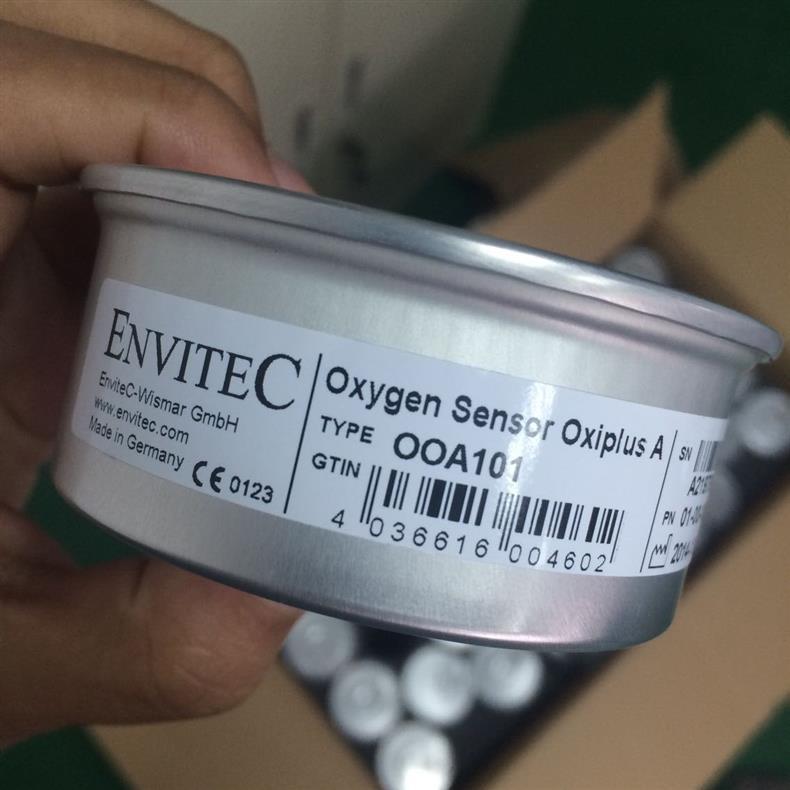 ENVITEC
EnviteC-Wismar GmbH
www.envitec.com
Made in Germany
CE 0123
Oxygen Sensor Oxiplus A
TYPE OOA101
GTIN
4 036616 004602
SN
PN